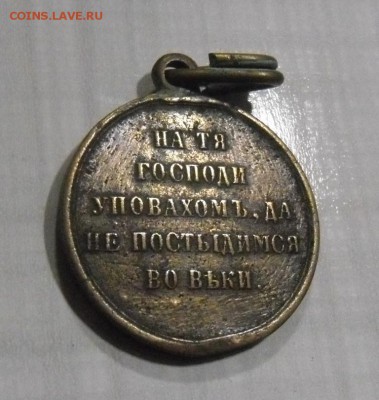 COINS.LAVE.RU
НА ТЯ
ГОСПОДИ
УПОВАХОМЪ, ДА
НЕ ПОСТЫДИМСЯ
ВО ВѢКИ.